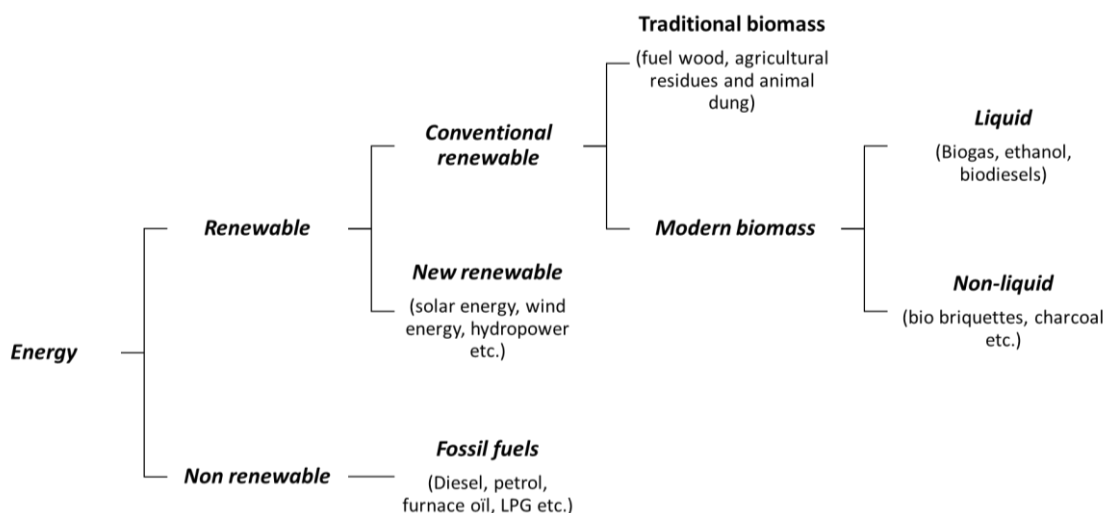 Traditional biomass
(fuel wood, agricultural
residues and animal
dung)
Conventional
renewable
Liquid
(Biogas, ethanol,
biodiesels)
Renewable
Modern biomass
New renewable
(solar energy, wind
energy, hydropower
etc.)
Non-liquid
(bio briquettes, charcoal
etc.)
Energy
Fossil fuels
(Diesel, petrol,
furnace oïl, LPG etc.)
Non renewable